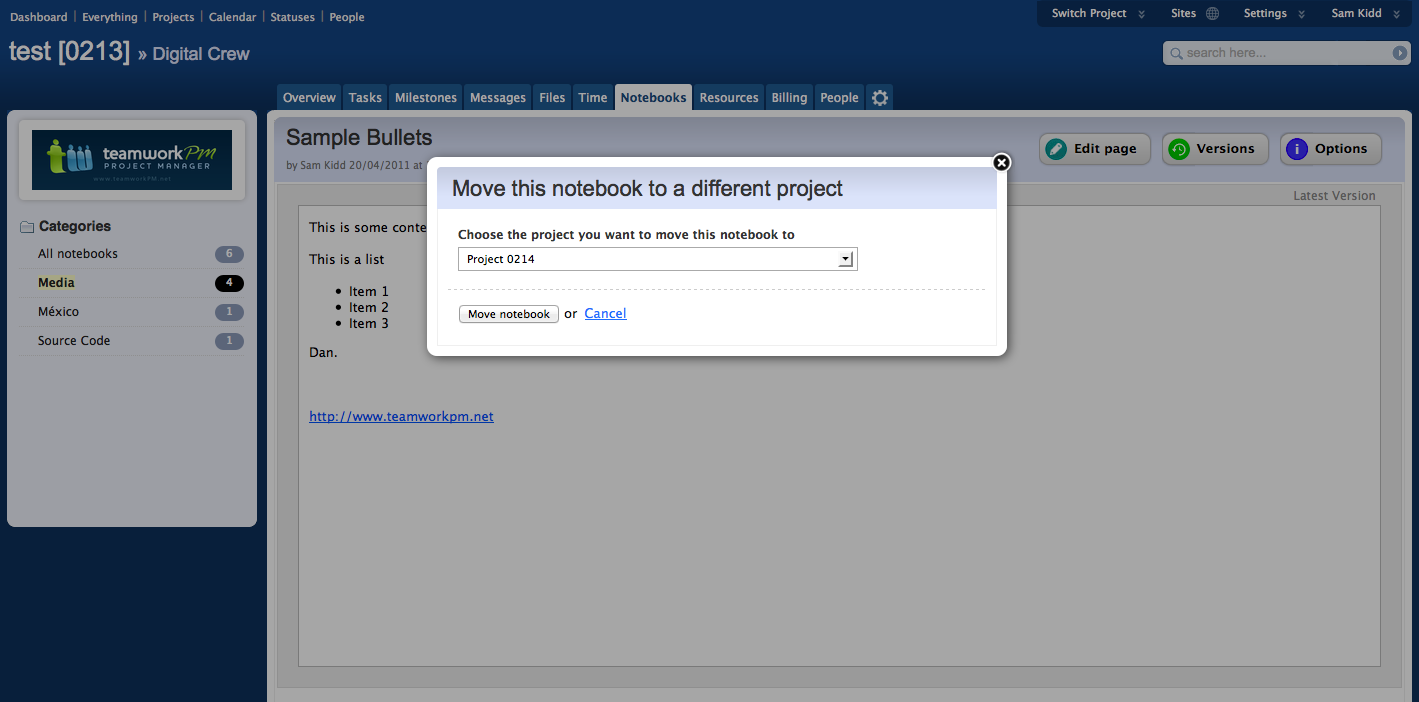 Dashboard | Everything | Projects | Calendar | Statuses | People
Switch Project Sites Settings Sam Kidd
test [0213] » Digital Crew
search here...
Overview Tasks Milestones Messages Files Time Notebooks Resources Billing People
teamworkPm
PROJECT MANAGER
www.teamworkPM.net
Categories
All notebooks 6
Media 4
México 1
Source Code 1
Sample Bullets
by Sam Kidd 20/04/2011 at
Edit page Versions Options
Latest Version
Move this notebook to a different project
Choose the project you want to move this notebook to
Project 0214
Move notebook or Cancel
This is some conte
This is a list
• Item 1
• Item 2
• Item 3
Dan.
http://www.teamworkpm.net